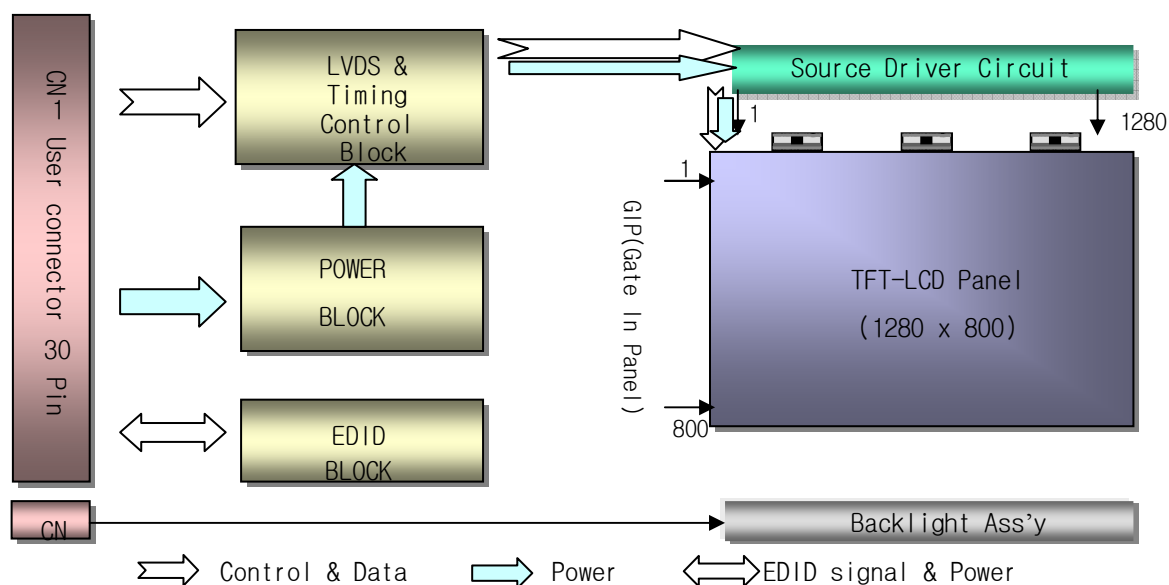 CN-1 User connector 30 Pin
LVDS &
Timing
Control
Block
POWER
BLOCK
EDID
BLOCK
Source Driver Circuit
1
1280
1
GIP(Gate In Panel)
800
TFT-LCD Panel
(1280 x 800)
CN
Backlight Ass'y
Control & Data
Power
EDID signal & Power